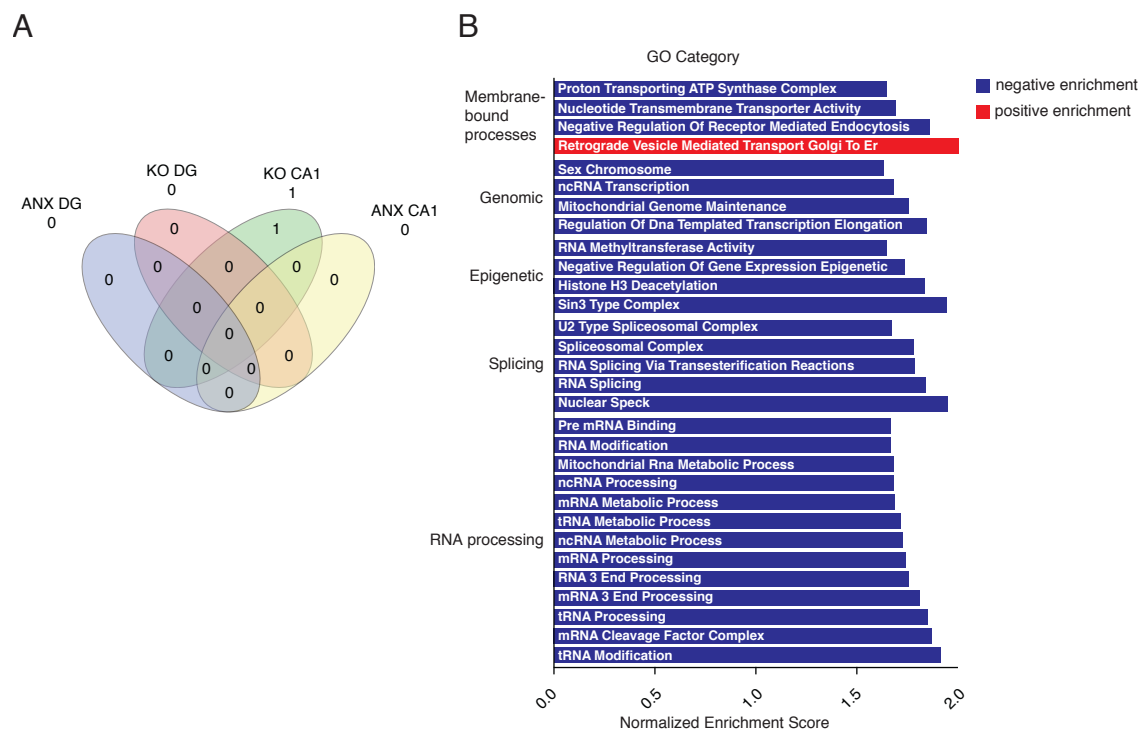 A
KO DG
0
KO CA1
1
ANX DG
0
ANX CA1
0
0
1
0
0
0
0
0
0
0
0
0
0
0
0
0
B
GO Category
negative enrichment
positive enrichment
Membrane-
bound
processes
Proton Transporting ATP Synthase Complex
Nucleotide Transmembrane Transporter Activity
Negative Regulation Of Receptor Mediated Endocytosis
Retrograde Vesicle Mediated Transport Golgi To Er
Genomic
Sex Chromosome
ncRNA Transcription
Mitochondrial Genome Maintenance
Regulation Of Dna Templated Transcription Elongation
Epigenetic
RNA Methyltransferase Activity
Negative Regulation Of Gene Expression Epigenetic
Histone H3 Deacetylation
Sin3 Type Complex
Splicing
U2 Type Spliceosomal Complex
Spliceosomal Complex
RNA Splicing Via Transesterification Reactions
RNA Splicing
Nuclear Speck
RNA processing
Pre mRNA Binding
RNA Modification
Mitochondrial Rna Metabolic Process
ncRNA Processing
mRNA Metabolic Process
tRNA Metabolic Process
ncRNA Metabolic Process
mRNA Processing
RNA 3 End Processing
mRNA 3 End Processing
tRNA Processing
mRNA Cleavage Factor Complex
tRNA Modification
0.0
0.5
1.0
1.5
2.0
Normalized Enrichment Score